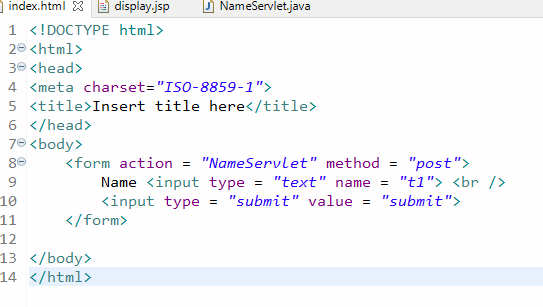 index.html display.jsp NameServlet.java
1 <!DOCTYPE html>
2 <html>
3 <head>
4 <meta charset="ISO-8859-1">
5 <title>Insert title here</title>
6 </head>
7 <body>
8 <form action = "NameServlet" method = "post">
9 Name <input type = "text" name = "t1"> <br />
10 <input type = "submit" value = "submit">
11 </form>
12
13 </body>
14 </html>